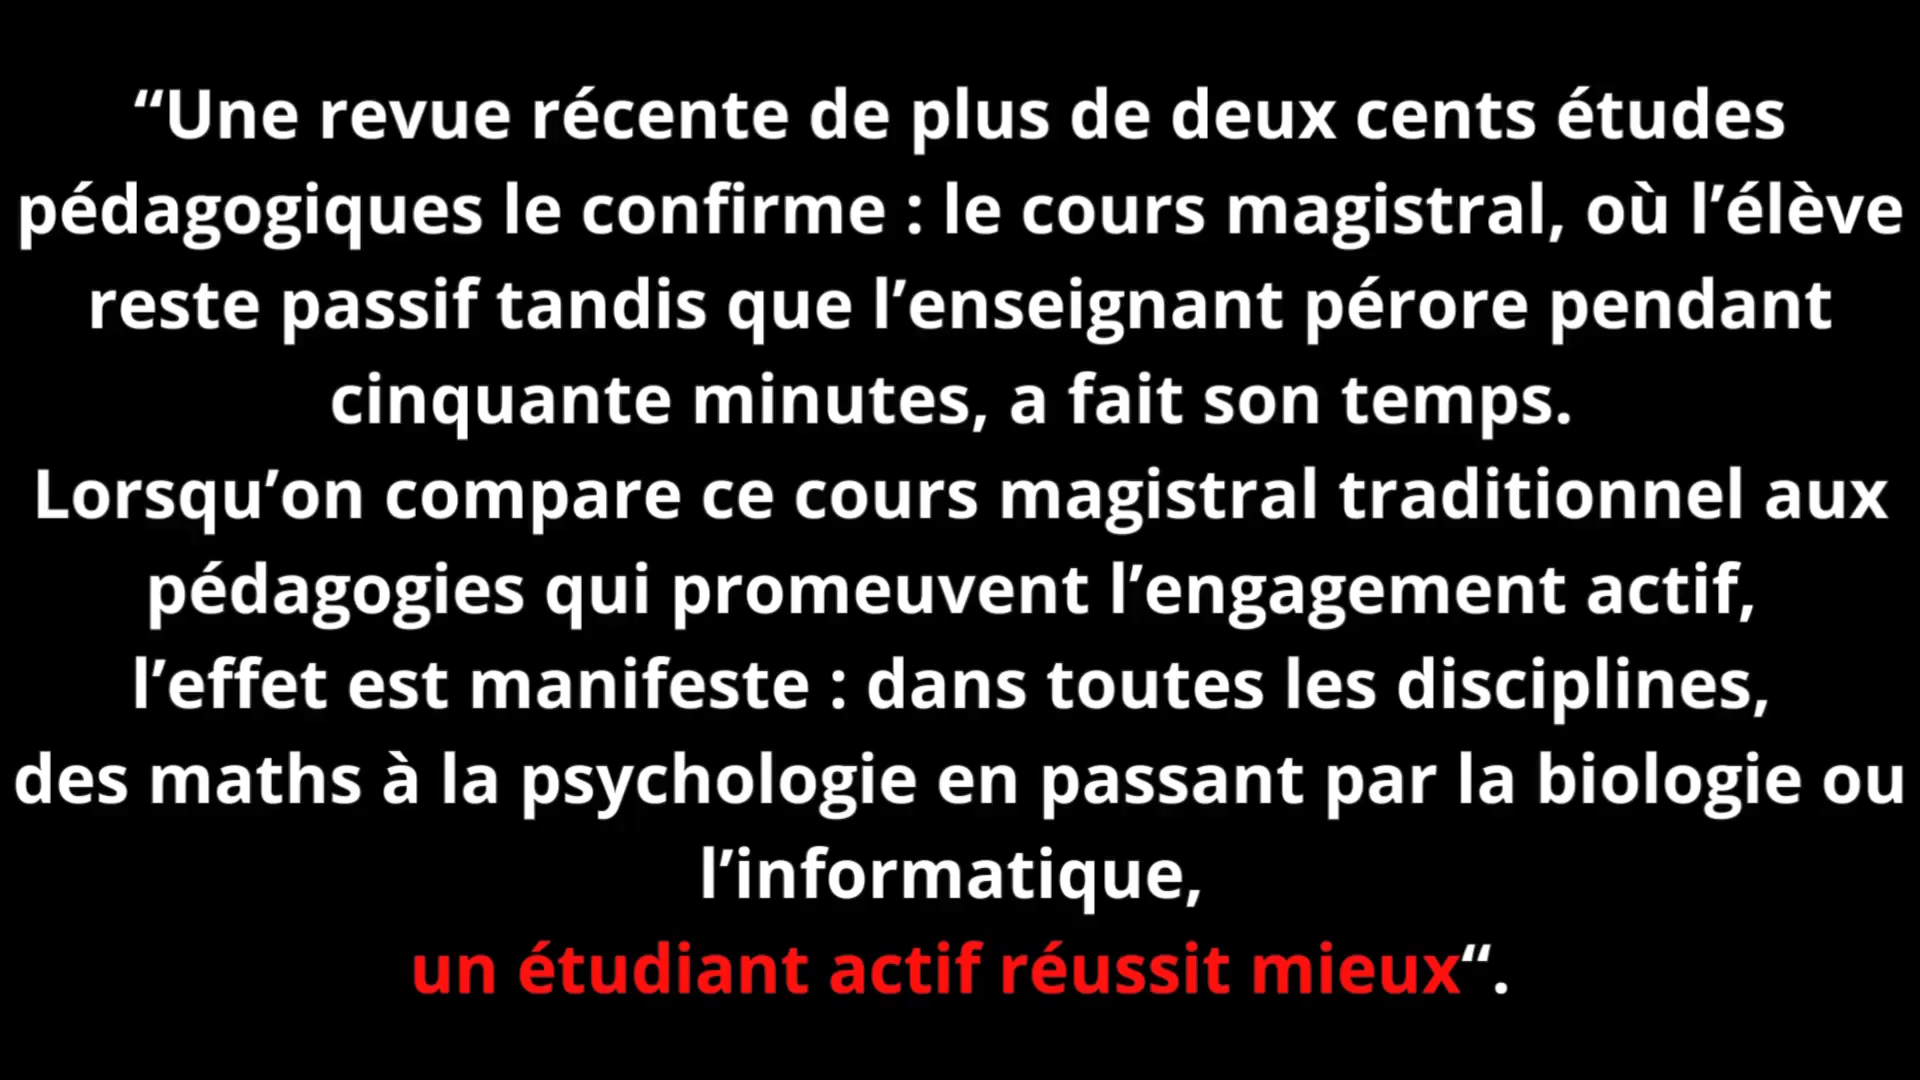 “Une revue récente de plus de deux cents études
pédagogiques le confirme : le cours magistral, où l’élève
reste passif tandis que l’enseignant pérore pendant
cinquante minutes, a fait son temps.
Lorsqu’on compare ce cours magistral traditionnel aux
pédagogies qui promeuvent l’engagement actif,
l’effet est manifeste : dans toutes les disciplines,
des maths à la psychologie en passant par la biologie ou
l’informatique,
un étudiant actif réussit mieux“.